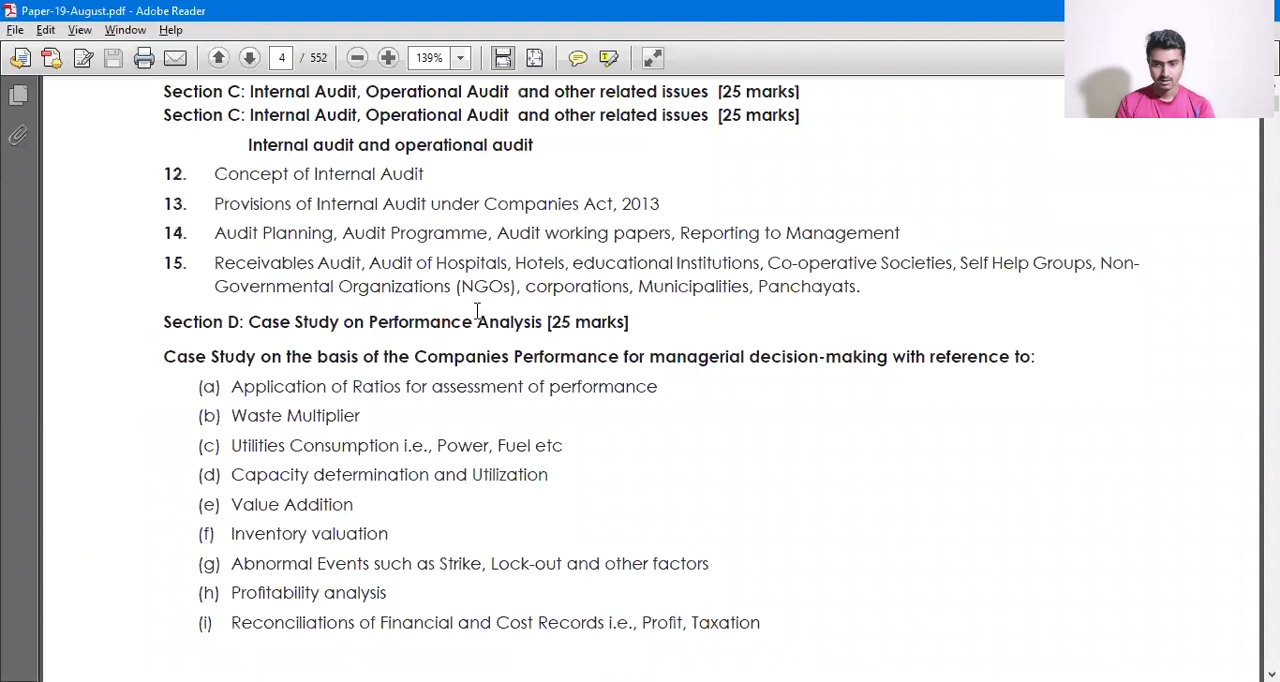 Paper-19-August.pdf - Adobe Reader
File Edit View Window Help
4 / 552 139%
Section C: Internal Audit, Operational Audit and other related issues [25 marks]
Section C: Internal Audit, Operational Audit and other related issues [25 marks]
Internal audit and operational audit
12. Concept of Internal Audit
13. Provisions of Internal Audit under Companies Act, 2013
14. Audit Planning, Audit Programme, Audit working papers, Reporting to Management
15. Receivables Audit, Audit of Hospitals, Hotels, educational Institutions, Co-operative Societies, Self Help Groups, Non-
Governmental Organizations (NGOs), corporations, Municipalities, Panchayats.
Section D: Case Study on Performance Analysis [25 marks]
Case Study on the basis of the Companies Performance for managerial decision-making with reference to:
(a) Application of Ratios for assessment of performance
(b) Waste Multiplier
(c) Utilities Consumption i.e., Power, Fuel etc
(d) Capacity determination and Utilization
(e) Value Addition
(f) Inventory valuation
(g) Abnormal Events such as Strike, Lock-out and other factors
(h) Profitability analysis
(i) Reconciliations of Financial and Cost Records i.e., Profit, Taxation